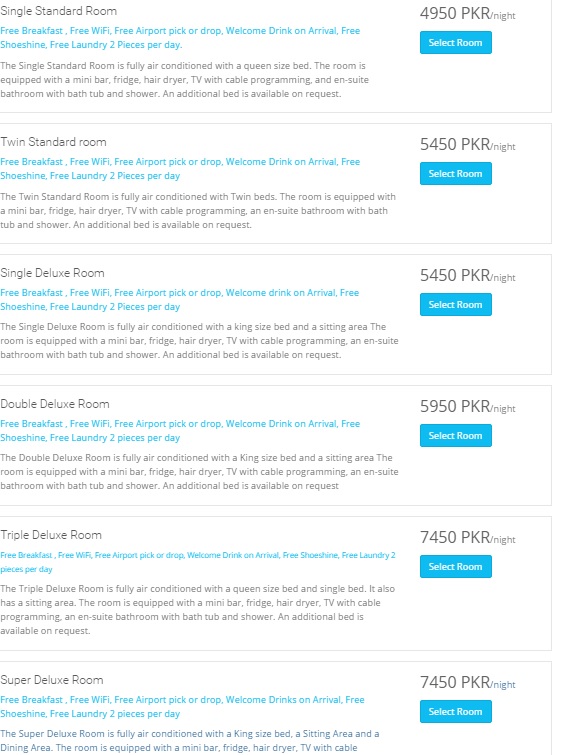 Single Standard Room
4950 PKR/night
Free Breakfast , Free WiFi, Free Airport pick or drop, Welcome Drink on Arrival, Free
Shoeshine, Free Laundry 2 Pieces per day.
Select Room
The Single Standard Room is fully air conditioned with a queen size bed. The room is
equipped with a mini bar, fridge, hair dryer, TV with cable programming, and en-suite
bathroom with bath tub and shower. An additional bed is available on request.
Twin Standard room
5450 PKR/night
Free Breakfast , Free WiFi, Free Airport pick or drop, Welcome Drink on Arrival, Free
Shoeshine, Free Laundry 2 Pieces per day
Select Room
The Twin Standard Room is fully air conditioned with Twin beds. The room is equipped with
a mini bar, fridge, hair dryer, TV with cable programming, an en-suite bathroom with bath
tub and shower. An additional bed is available on request.
Single Deluxe Room
5450 PKR/night
Free Breakfast , Free WiFi, Free Airport pick or drop, Welcome drink on Arrival, Free
Shoeshine, Free Laundry 2 Pieces per day
Select Room
The Single Deluxe Room is fully air conditioned with a king size bed and a sitting area The
room is equipped with a mini bar, fridge, hair dryer, TV with cable programming, an en-suite
bathroom with bath tub and shower. An additional bed is available on request.
Double Deluxe Room
5950 PKR/night
Free Breakfast , Free WiFi, Free Airport pick or drop, Welcome Drink on Arrival, Free
Shoeshine, Free Laundry 2 pieces per day
Select Room
The Double Deluxe Room is fully air conditioned with a King size bed and a sitting area The
room is equipped with a mini bar, fridge, hair dryer, TV with cable programming, an en-suite
bathroom with bath tub and shower. An additional bed is available on request
Triple Deluxe Room
7450 PKR/night
Free Breakfast , Free WiFi, Free Airport pick or drop, Welcome Drink on Arrival, Free Shoeshine, Free Laundry 2
pieces per day
Select Room
The Triple Deluxe Room is fully air conditioned with a queen size bed and single bed. It also
has a sitting area. The room is equipped with a mini bar, fridge, hair dryer, TV with cable
programming, an en-suite bathroom with bath tub and shower. An additional bed is
available on request.
Super Deluxe Room
7450 PKR/night
Free Breakfast , Free WiFi, Free Airport pick or drop, Welcome Drinks on Arrival, Free
Shoeshine, Free Laundry 2 Pieces per day
Select Room
The Super Deluxe Room is fully air conditioned with a King size bed, a Sitting Area and a
Dining Area. The room is equipped with a mini bar, fridge, hair dryer, TV with cable